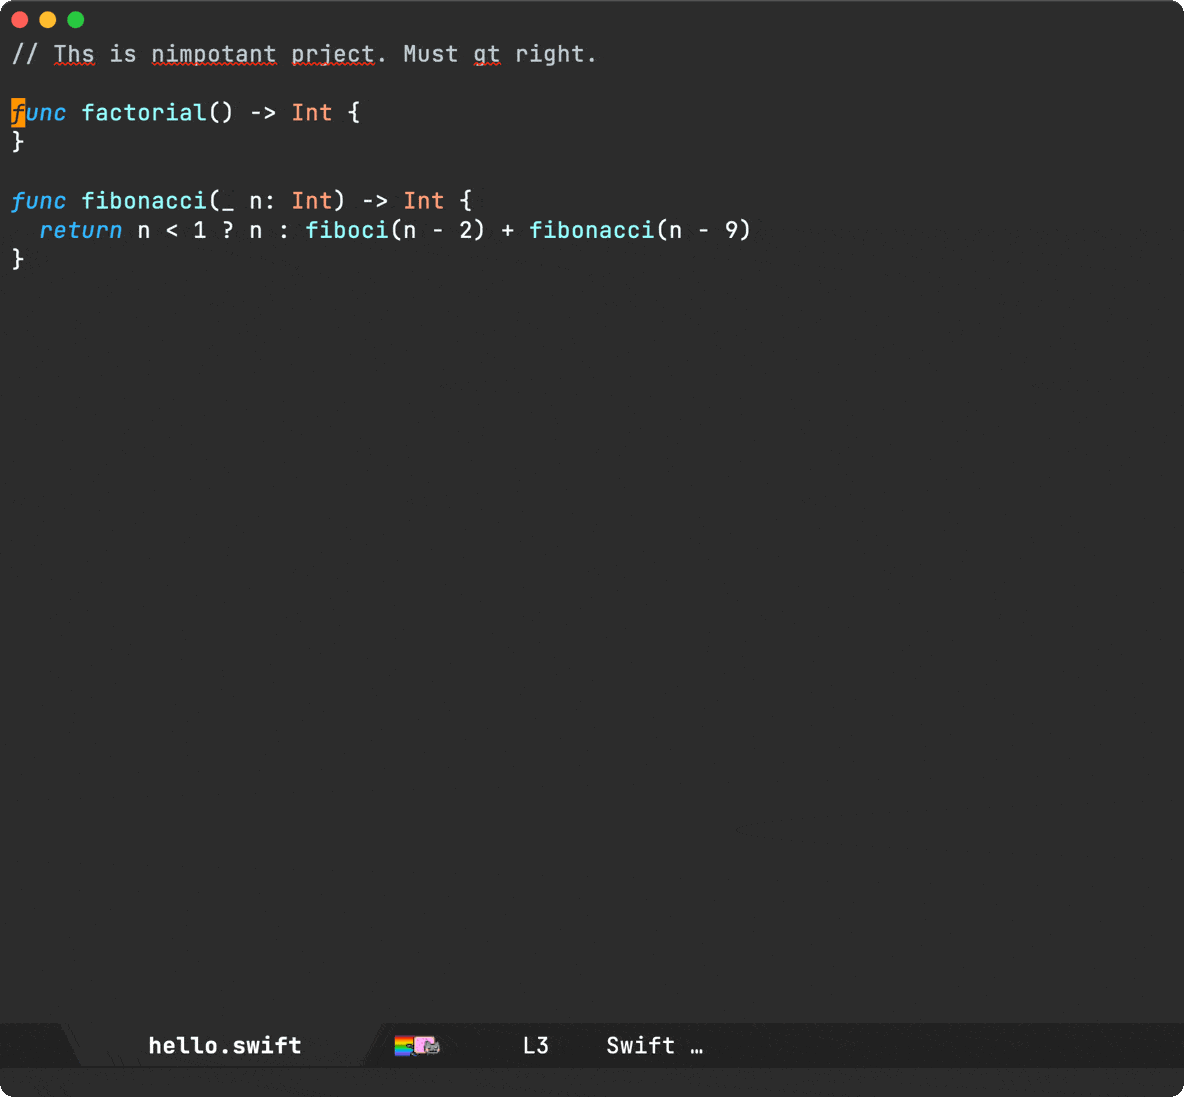 // Ths is nimpotant prject. Must gt right.
func factorial() -> Int {
}
func fibonacci(_ n: Int) -> Int {
  return n < 1 ? n : fiboci(n - 2) + fibonacci(n - 9)
}
hello.swift L3 Swift …